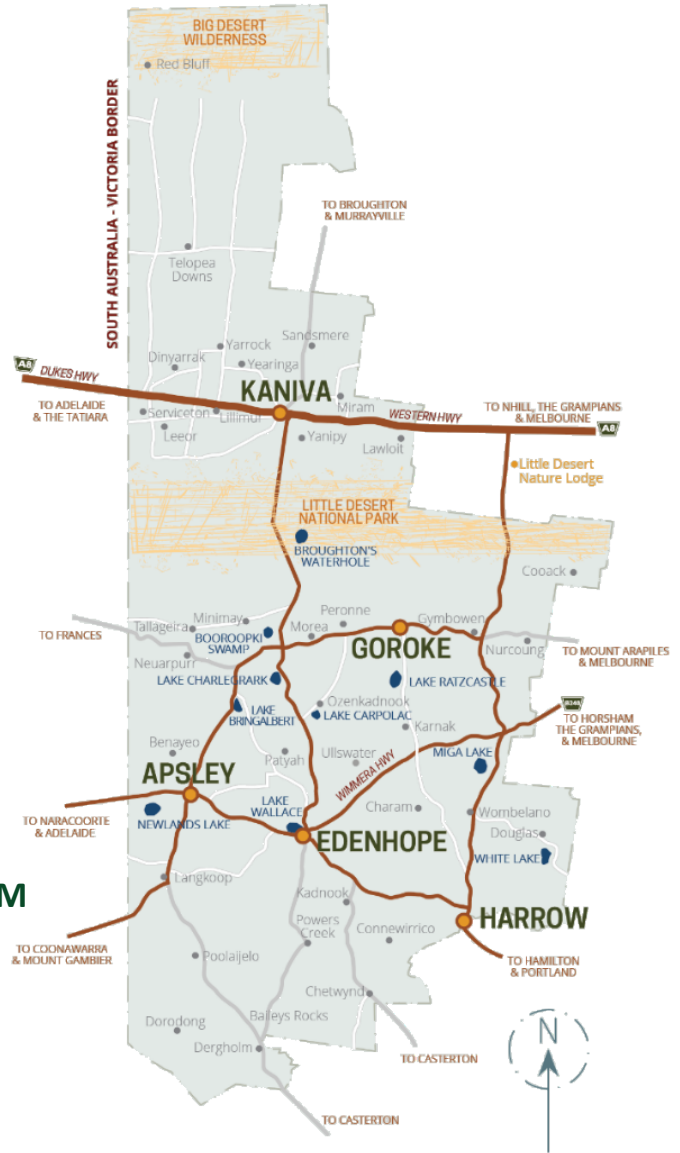 BIG DESERT
WILDERNESS
Red Bluff
SOUTH AUSTRALIA - VICTORIA BORDER
TO BROUGHTON
& MURRAYVILLE
Telopea
Downs
Sandsmere
Yarrock
Dinyarrak
Yearinga
A8
DUKES HWY
KANIVA
TO ADELAIDE
& THE TATIARA
Serviceton
Lillimur
Miram
WESTERN HWY
TO NHILL, THE GRAMPIANS
& MELBOURNE
A8
Leeor
Yanipy
Lawloit
Little Desert
Nature Lodge
LITTLE DESERT
NATIONAL PARK
BROUGHTON'S
WATERHOLE
Cooack
Peronne
Minimay
Tallageira
Gymbowen
Morea
TO FRANCES
BOOROOPKI
SWAMP
GOROKE
Nurcoung
TO MOUNT ARAPILES
& MELBOURNE
Neuarpurr
LAKE CHARLEGRARK
LAKE RATZCASTLE
LAKE
BRINGALBERT
Ozenkadnook
LAKE CARPOLAC
Karnak
TO HORSHAM
THE GRAMPIANS,
& MELBOURNE
Benayeo
Patyah
Ullswater
WIMMERA HWY
MIGA LAKE
APSLEY
LAKE
WALLACE
Charam
Wombelano
TO NARACOORTE
& ADELAIDE
NEWLANDS LAKE
EDENHOPE
Douglas
WHITE LAKE
Langkoop
M
Kadnook
HARROW
Powers
Creek
Connewirrico
TO COONAWARRA
& MOUNT GAMBIER
Poolaijelo
TO HAMILTON
& PORTLAND
Chetwynd
Dorodong
Baileys Rocks
N
Dergholm
TO CASTERTON
TO CASTERTON